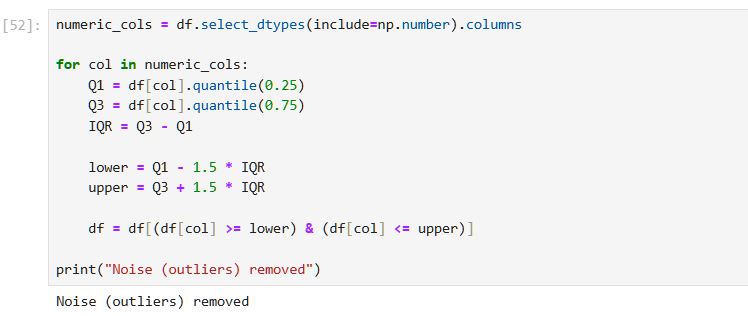 [52]: numeric_cols = df.select_dtypes(include=np.number).columns
for col in numeric_cols:
    Q1 = df[col].quantile(0.25)
    Q3 = df[col].quantile(0.75)
    IQR = Q3 - Q1
    lower = Q1 - 1.5 * IQR
    upper = Q3 + 1.5 * IQR
    df = df[(df[col] >= lower) & (df[col] <= upper)]
print("Noise (outliers) removed")
Noise (outliers) removed